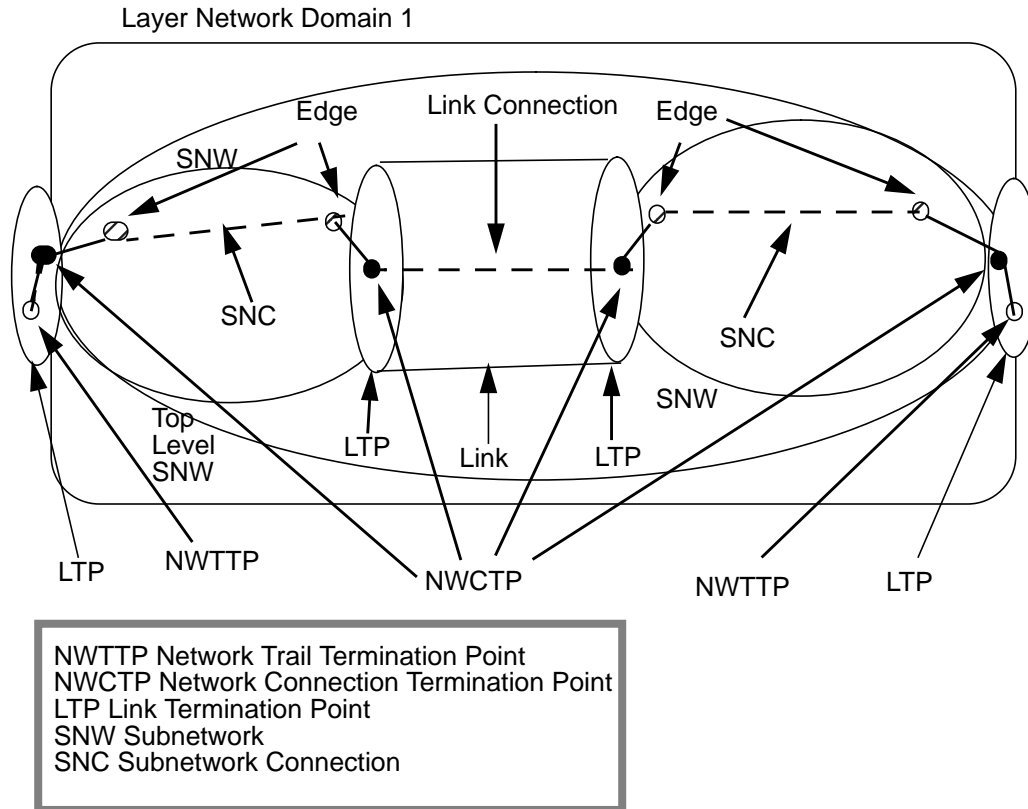 Layer Network Domain 1
Edge
Link Connection
Edge
SNW
SNC
SNC
SNW
Top
Level
SNW
LTP
Link
LTP
LTP
NWTTP
NWCTP
NWTTP
LTP
NWTTP Network Trail Termination Point
NWCTP Network Connection Termination Point
LTP Link Termination Point
SNW Subnetwork
SNC Subnetwork Connection